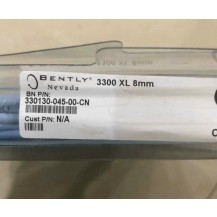 BENTLY®
Nevada
3300 XL 8mm
BN P/N:
330130-045-00-CN
Cust P/N: N/A